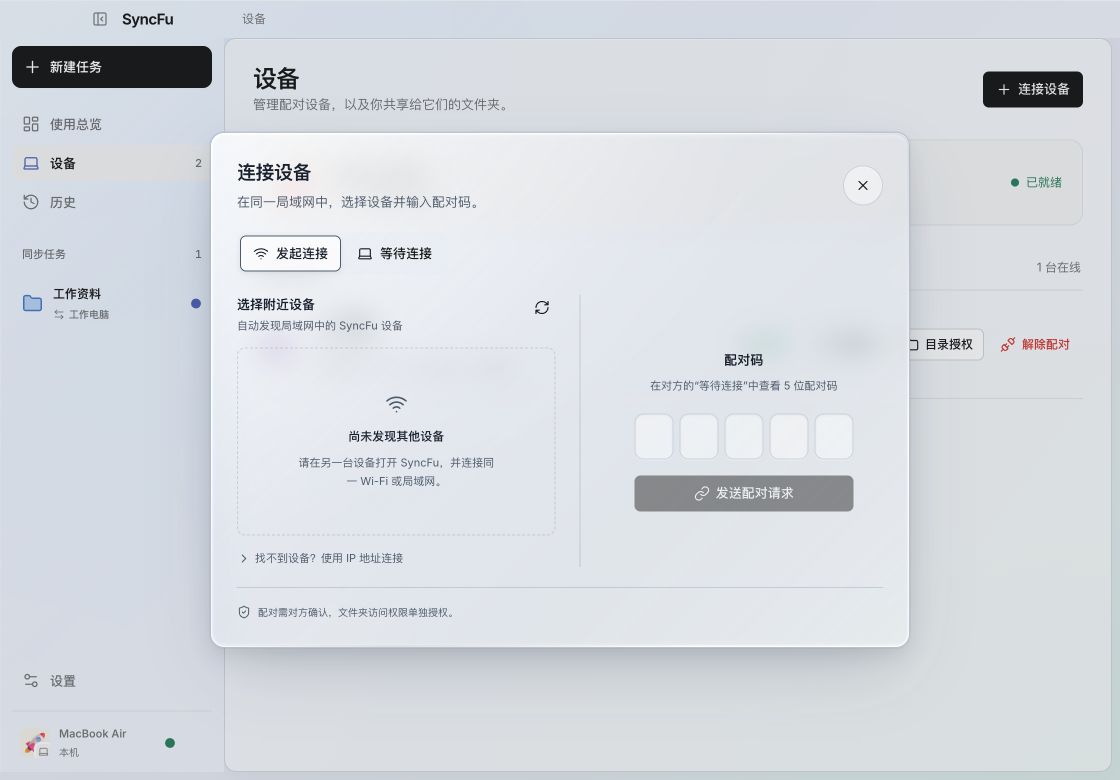 SyncFu
设备
新建任务
使用总览
设备 2
历史
同步任务 1
工作资料
工作电脑
设置
MacBook Air
本机
设备
管理配对设备，以及你共享给它们的文件夹。
连接设备
已就绪
1 台在线
目录授权
解除配对
连接设备
在同一局域网中，选择设备并输入配对码。
发起连接
等待连接
选择附近设备
自动发现局域网中的 SyncFu 设备
尚未发现其他设备
请在另一台设备打开 SyncFu，并连接同
一 Wi-Fi 或局域网。
找不到设备？使用 IP 地址连接
配对码
在对方的“等待连接”中查看 5 位配对码
发送配对请求
配对需对方确认，文件夹访问权限单独授权。